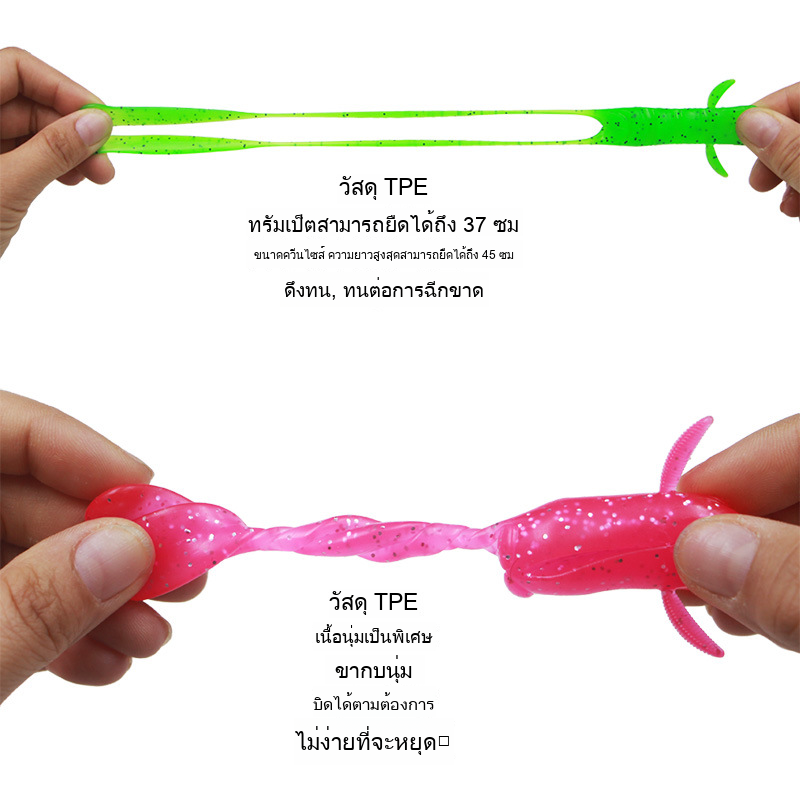 วัสดุ TPE
ทรัมเป็ตสามารถยืดได้ถึง 37 ซม
ขนาดควีนไซส์ ความยาวสูงสุดสามารถยืดได้ถึง 45 ซม
ดึงทน, ทนต่อการฉีกขาด
วัสดุ TPE
เนื้อนุ่มเป็นพิเศษ
ขากบนุ่ม
บิดได้ตามต้องการ
ไม่ง่ายที่จะหยุด□